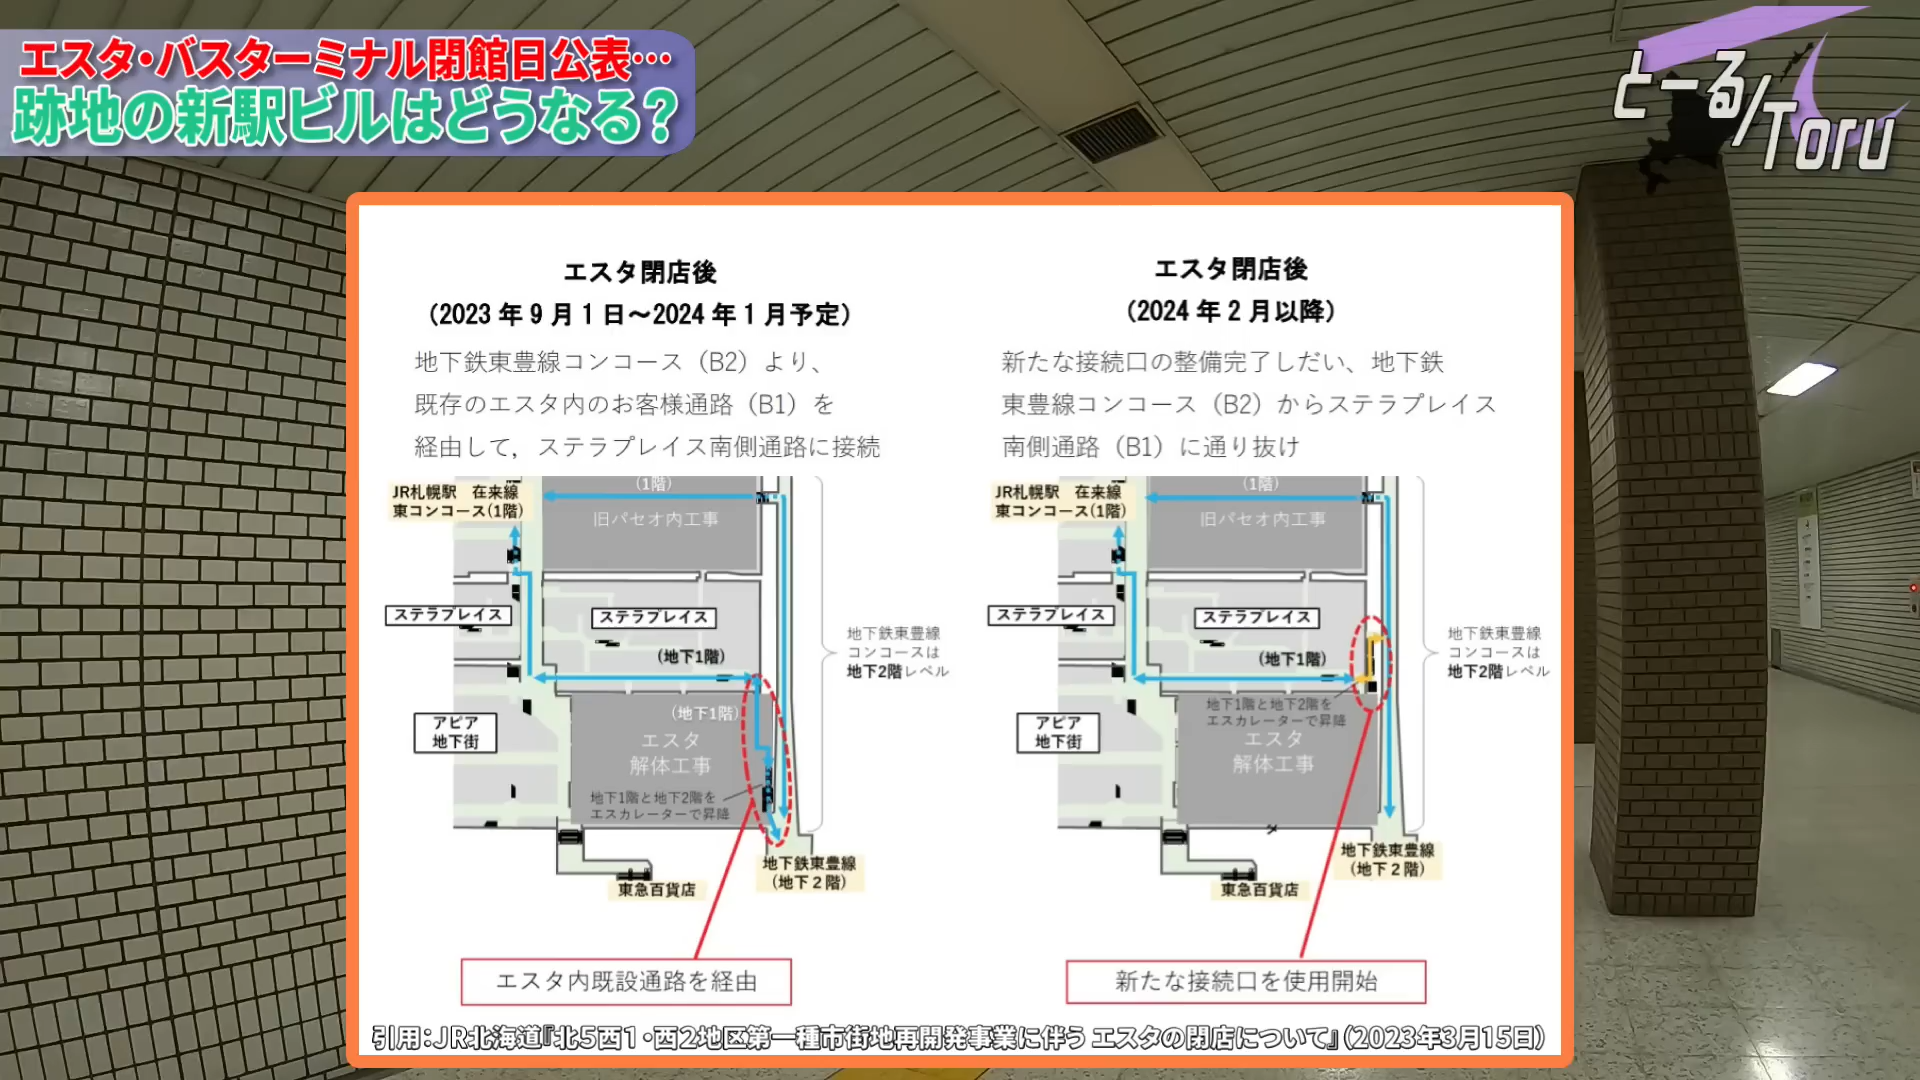 エスタ・バスターミナル閉館日公表…
跡地の新駅ビルはどうなる？
とーる/Toru
エスタ閉店後
（2023 年 9 月 1 日～2024 年 1 月予定）
地下鉄東豊線コンコース（B2）より、
既存のエスタ内のお客様通路（B1）を
経由して，ステラプレイス南側通路に接続
JR札幌駅　在来線
東コンコース(1階)
(1階)
旧パセオ内工事
ステラプレイス
ステラプレイス
(地下1階)
地下鉄東豊線
コンコースは
地下2階レベル
アピア
地下街
(地下1階)
エスタ
解体工事
地下1階と地下2階を
エスカレーターで昇降
地下鉄東豊線
(地下２階)
東急百貨店
エスタ内既設通路を経由
エスタ閉店後
（2024 年 2 月以降）
新たな接続口の整備完了しだい、地下鉄
東豊線コンコース（B2）からステラプレイス
南側通路（B1）に通り抜け
JR札幌駅　在来線
東コンコース(1階)
(1階)
旧パセオ内工事
ステラプレイス
ステラプレイス
(地下1階)
地下鉄東豊線
コンコースは
地下2階レベル
地下1階と地下2階を
エスカレーターで昇降
アピア
地下街
エスタ
解体工事
地下鉄東豊線
(地下２階)
東急百貨店
新たな接続口を使用開始
引用：JR北海道『北５西１・西２地区第一種市街地再開発事業に伴う エスタの閉店について』（2023年3月15日）